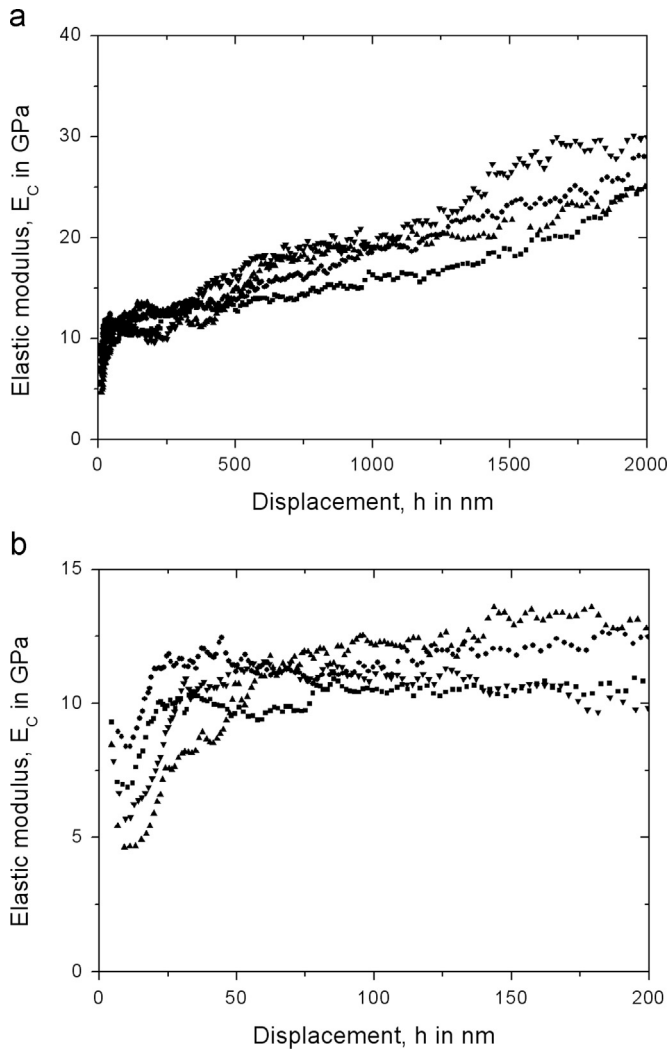 a
40
30
20
10
0
Elastic modulus, E_C in GPa
0 500 1000 1500 2000
Displacement, h in nm
b
15
10
5
0
Elastic modulus, E_C in GPa
0 50 100 150 200
Displacement, h in nm